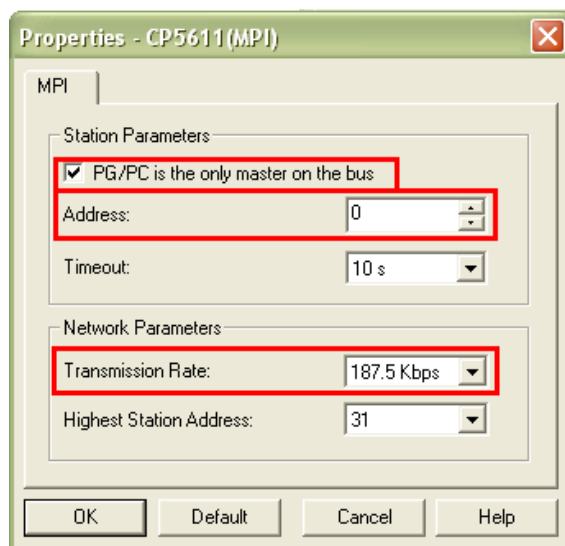 Properties - CP5611(MPI)
MPI
Station Parameters
PG/PC is the only master on the bus
Address: 0
Timeout: 10 s
Network Parameters
Transmission Rate: 187.5 Kbps
Highest Station Address: 31
OK Default Cancel Help